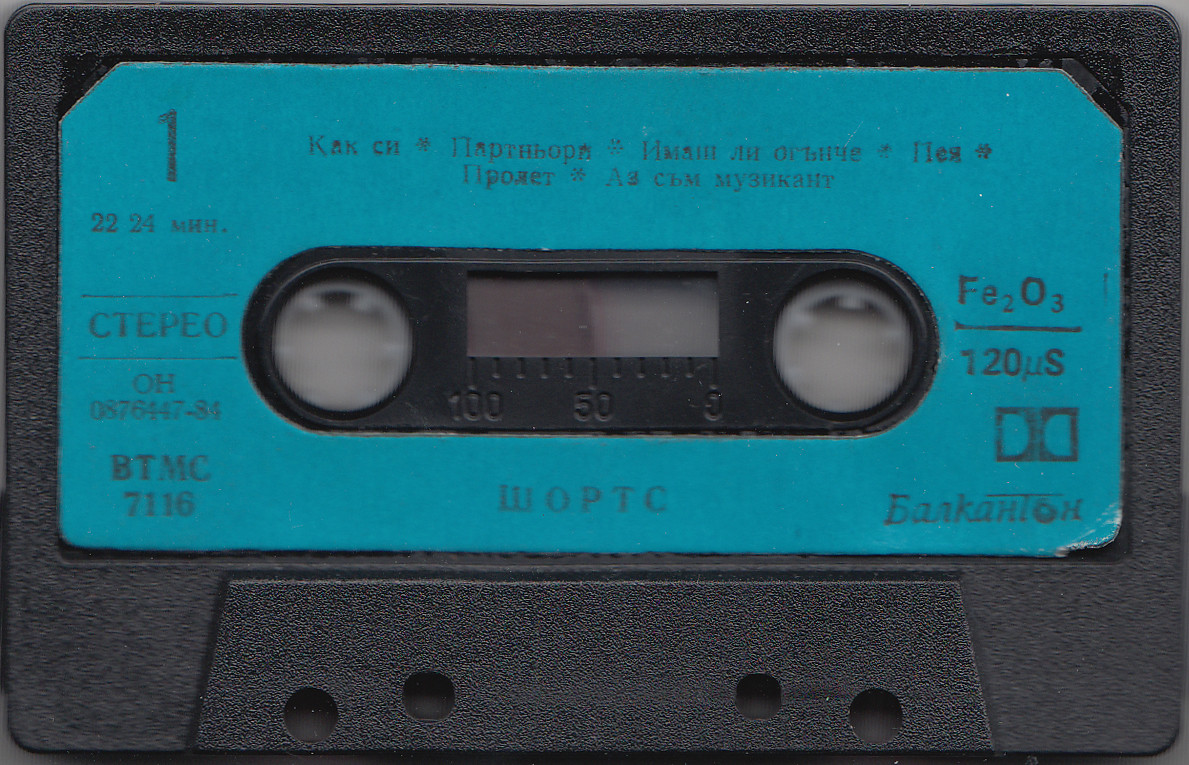 1
Как си * Партньори * Имаш ли огънче * Пея *
Пролет * Аз съм музикант
22 24 мин.
СТЕРЕО
ОН
0876447-84
ВТМС
7116
100 50 0
Fe₂O₃
120μS
ШОРТС
Балкантон